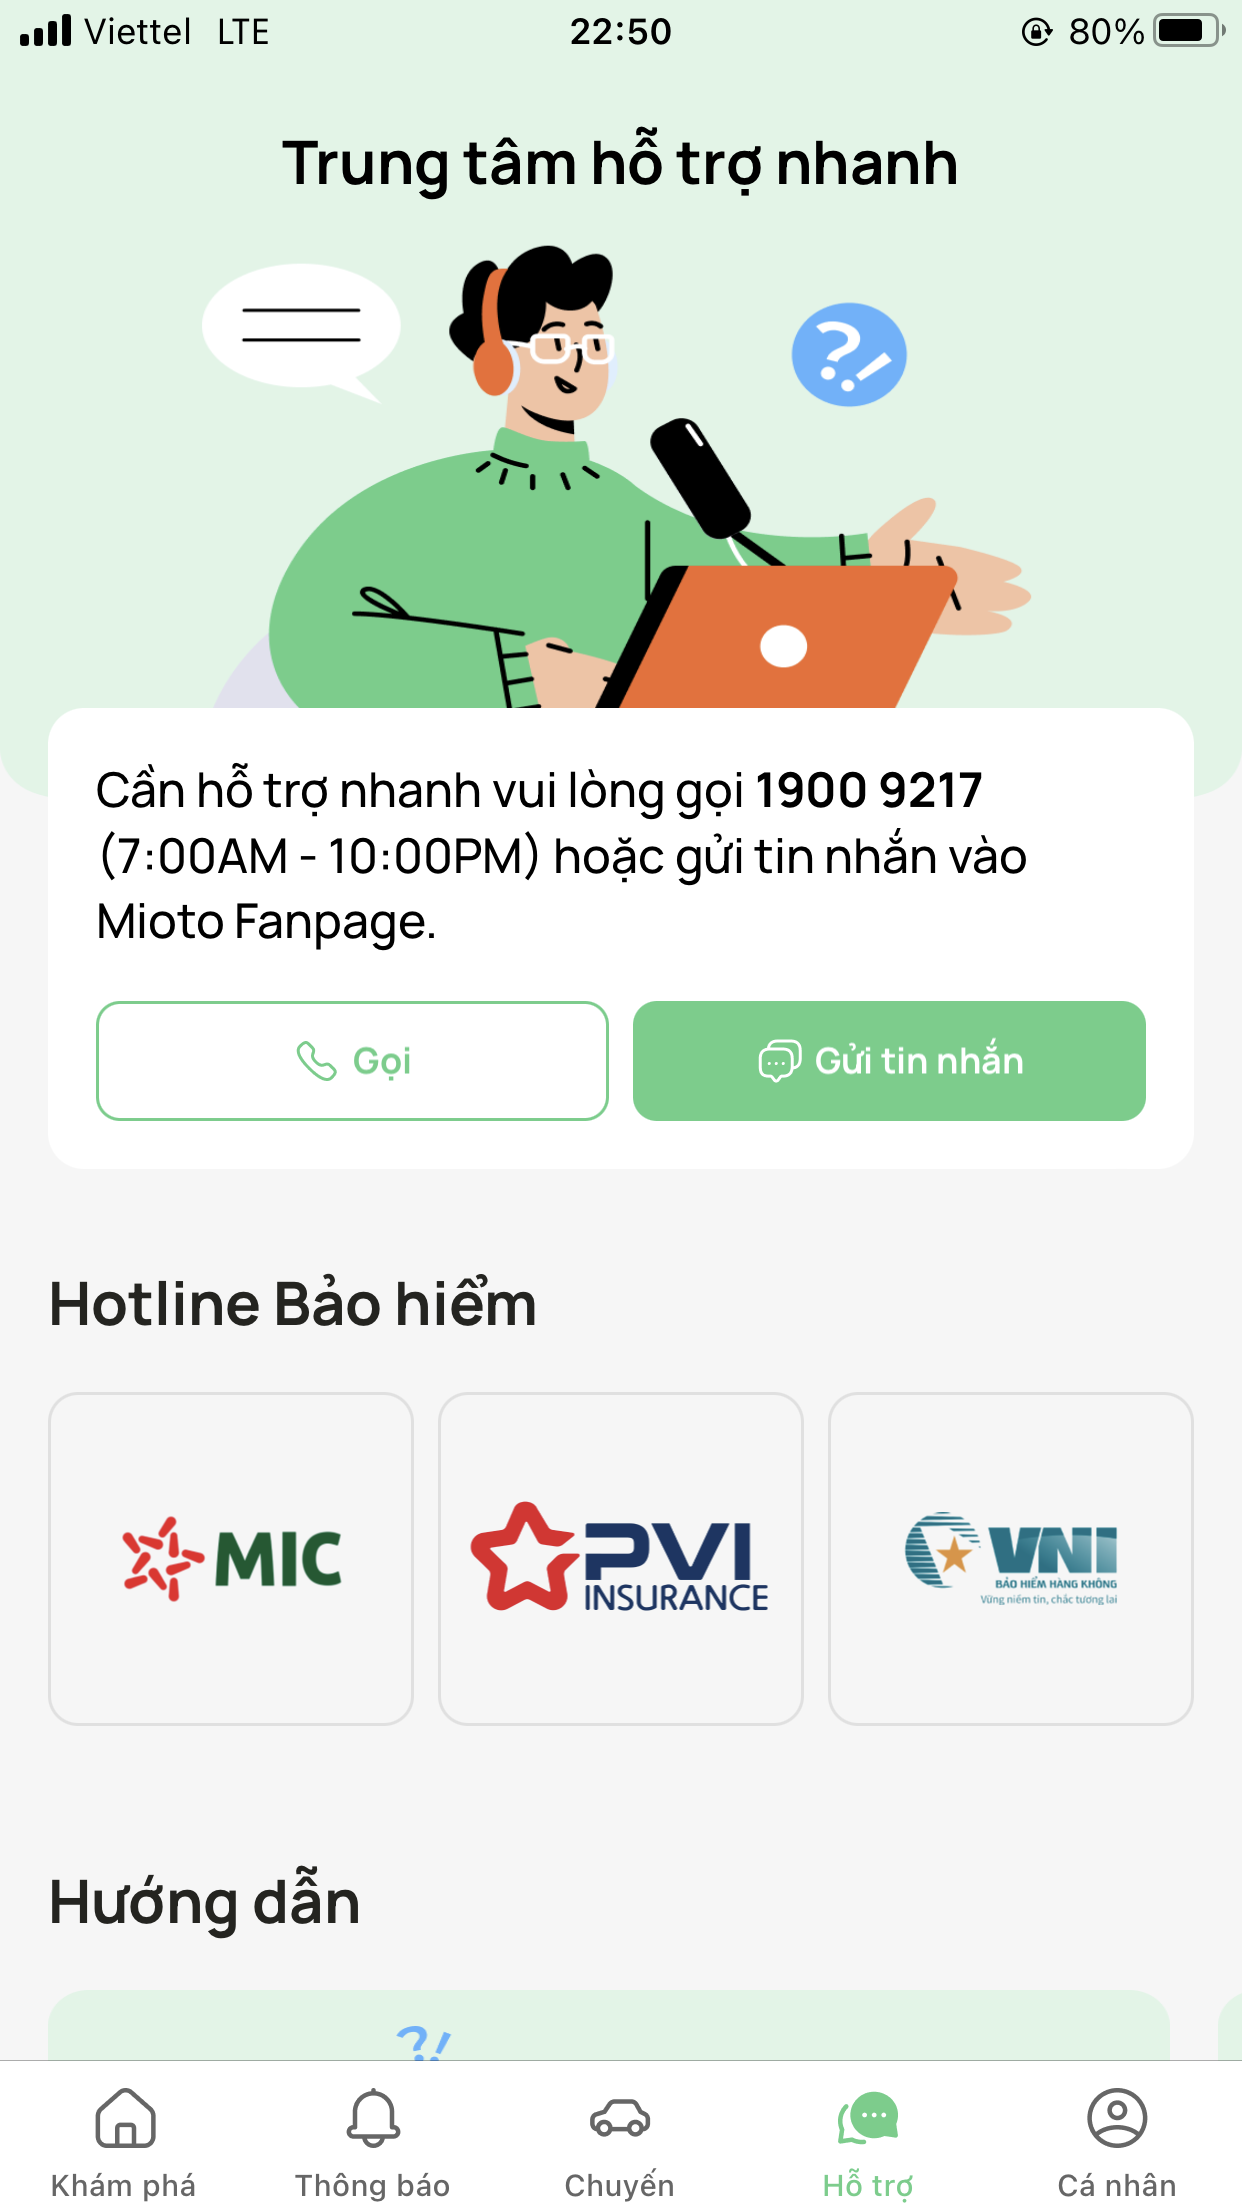 Viettel LTE 22:50 80%
Trung tâm hỗ trợ nhanh
?!
Cần hỗ trợ nhanh vui lòng gọi 1900 9217
(7:00AM - 10:00PM) hoặc gửi tin nhắn vào
Mioto Fanpage.
Gọi
Gửi tin nhắn
Hotline Bảo hiểm
MIC
PVI
INSURANCE
VNI
BẢO HIỂM HÀNG KHÔNG
Vững niềm tin, chắc tương lai
Hướng dẫn
?!
Khám phá
Thông báo
Chuyến
Hỗ trợ
Cá nhân